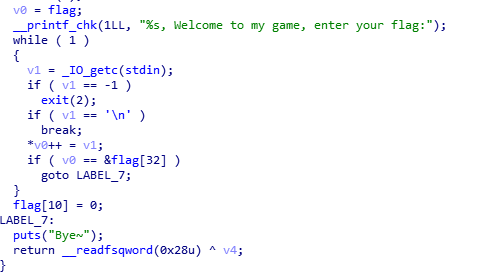 v0 = flag;
__printf_chk(1LL, "%s, Welcome to my game, enter your flag:");
while ( 1 )
{
v1 = _IO_getc(stdin);
if ( v1 == -1 )
exit(2);
if ( v1 == '\n' )
break;
*v0++ = v1;
if ( v0 == &flag[32] )
goto LABEL_7;
}
flag[10] = 0;
LABEL_7:
puts("Bye~");
return __readfsqword(0x28u) ^ v4;
}